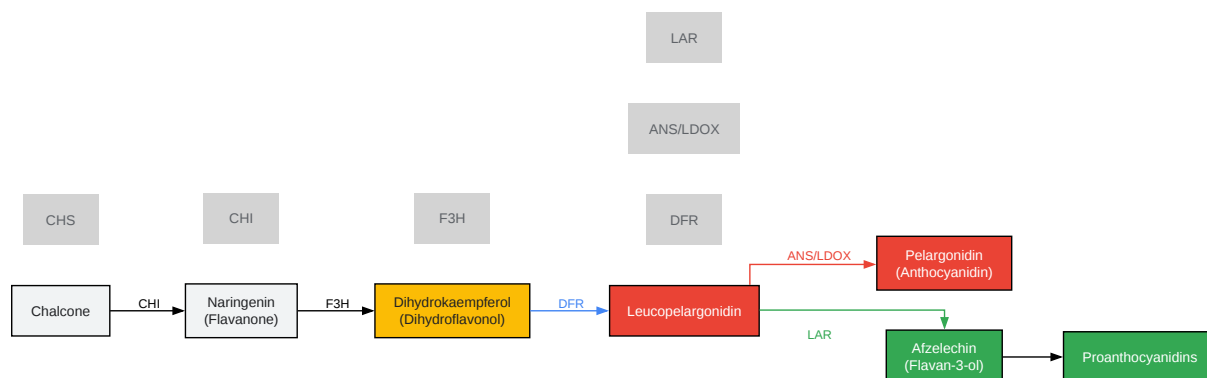 LAR
ANS/LDOX
CHS
CHI
F3H
DFR
ANS/LDOX
Pelargonidin
(Anthocyanidin)
Chalcone
CHI
Naringenin
(Flavanone)
F3H
Dihydrokaempferol
(Dihydroflavonol)
DFR
Leucopelargonidin
LAR
Afzelechin
(Flavan-3-ol)
Proanthocyanidins